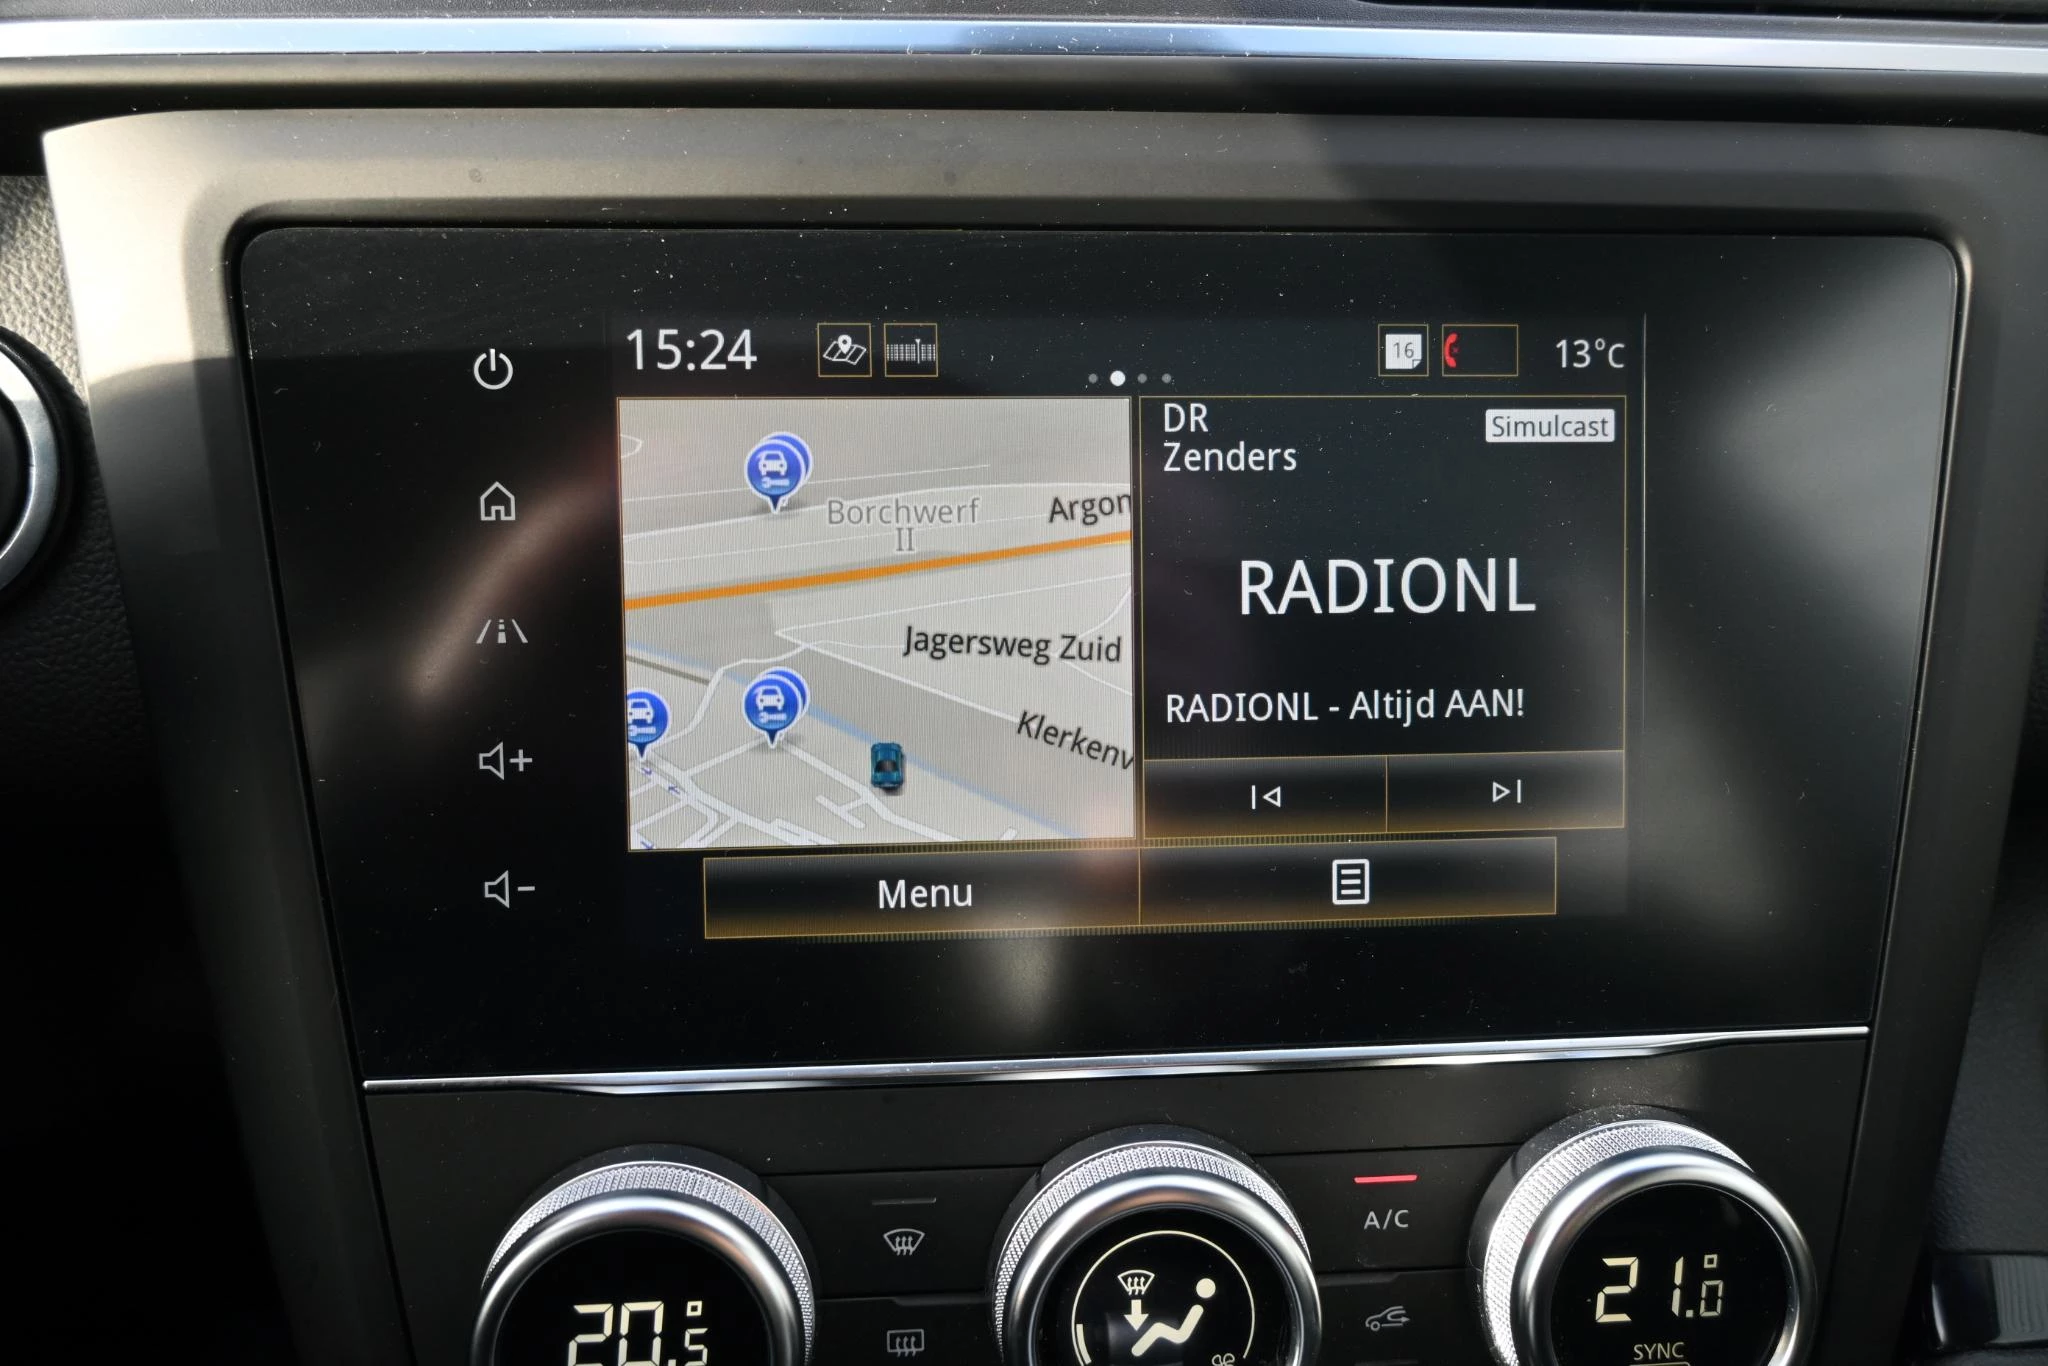 15:24
16
13°C
DR
Zenders
Simulcast
Borchwerf
II
Argon
RADIONL
Jagersweg Zuid
Klerkenv
RADIONL - Altijd AAN!
Menu
A/C
20.5°
21.0°
SYNC